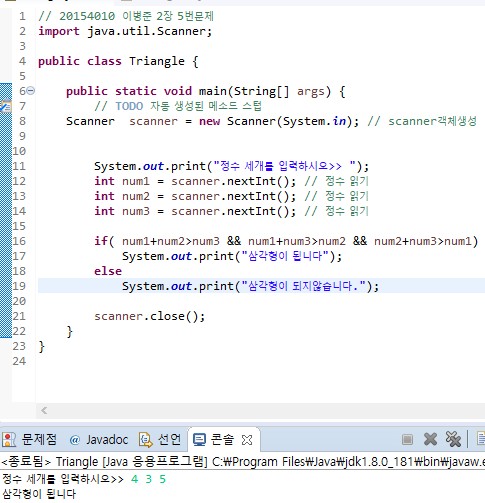 1 // 20154010 이병준 2장 5번문제
2 import java.util.Scanner;
3
4 public class Triangle {
5
6 public static void main(String[] args) {
7 // TODO 자동 생성된 메소드 스텁
8 Scanner scanner = new Scanner(System.in); // scanner객체생성
9
10
11 System.out.print("정수 세개를 입력하시오>> ");
12 int num1 = scanner.nextInt(); // 정수 읽기
13 int num2 = scanner.nextInt(); // 정수 읽기
14 int num3 = scanner.nextInt(); // 정수 읽기
15
16 if( num1+num2>num3 && num1+num3>num2 && num2+num3>num1)
17 System.out.print("삼각형이 됩니다");
18 else
19 System.out.print("삼각형이 되지않습니다.");
20
21 scanner.close();
22 }
23 }
24
문제점 @ Javadoc 선언 콘솔
<종료됨> Triangle [Java 응용프로그램] C:₩Program Files₩Java₩jdk1.8.0_181₩bin₩javaw.e
정수 세개를 입력하시오>> 4 3 5
삼각형이 됩니다